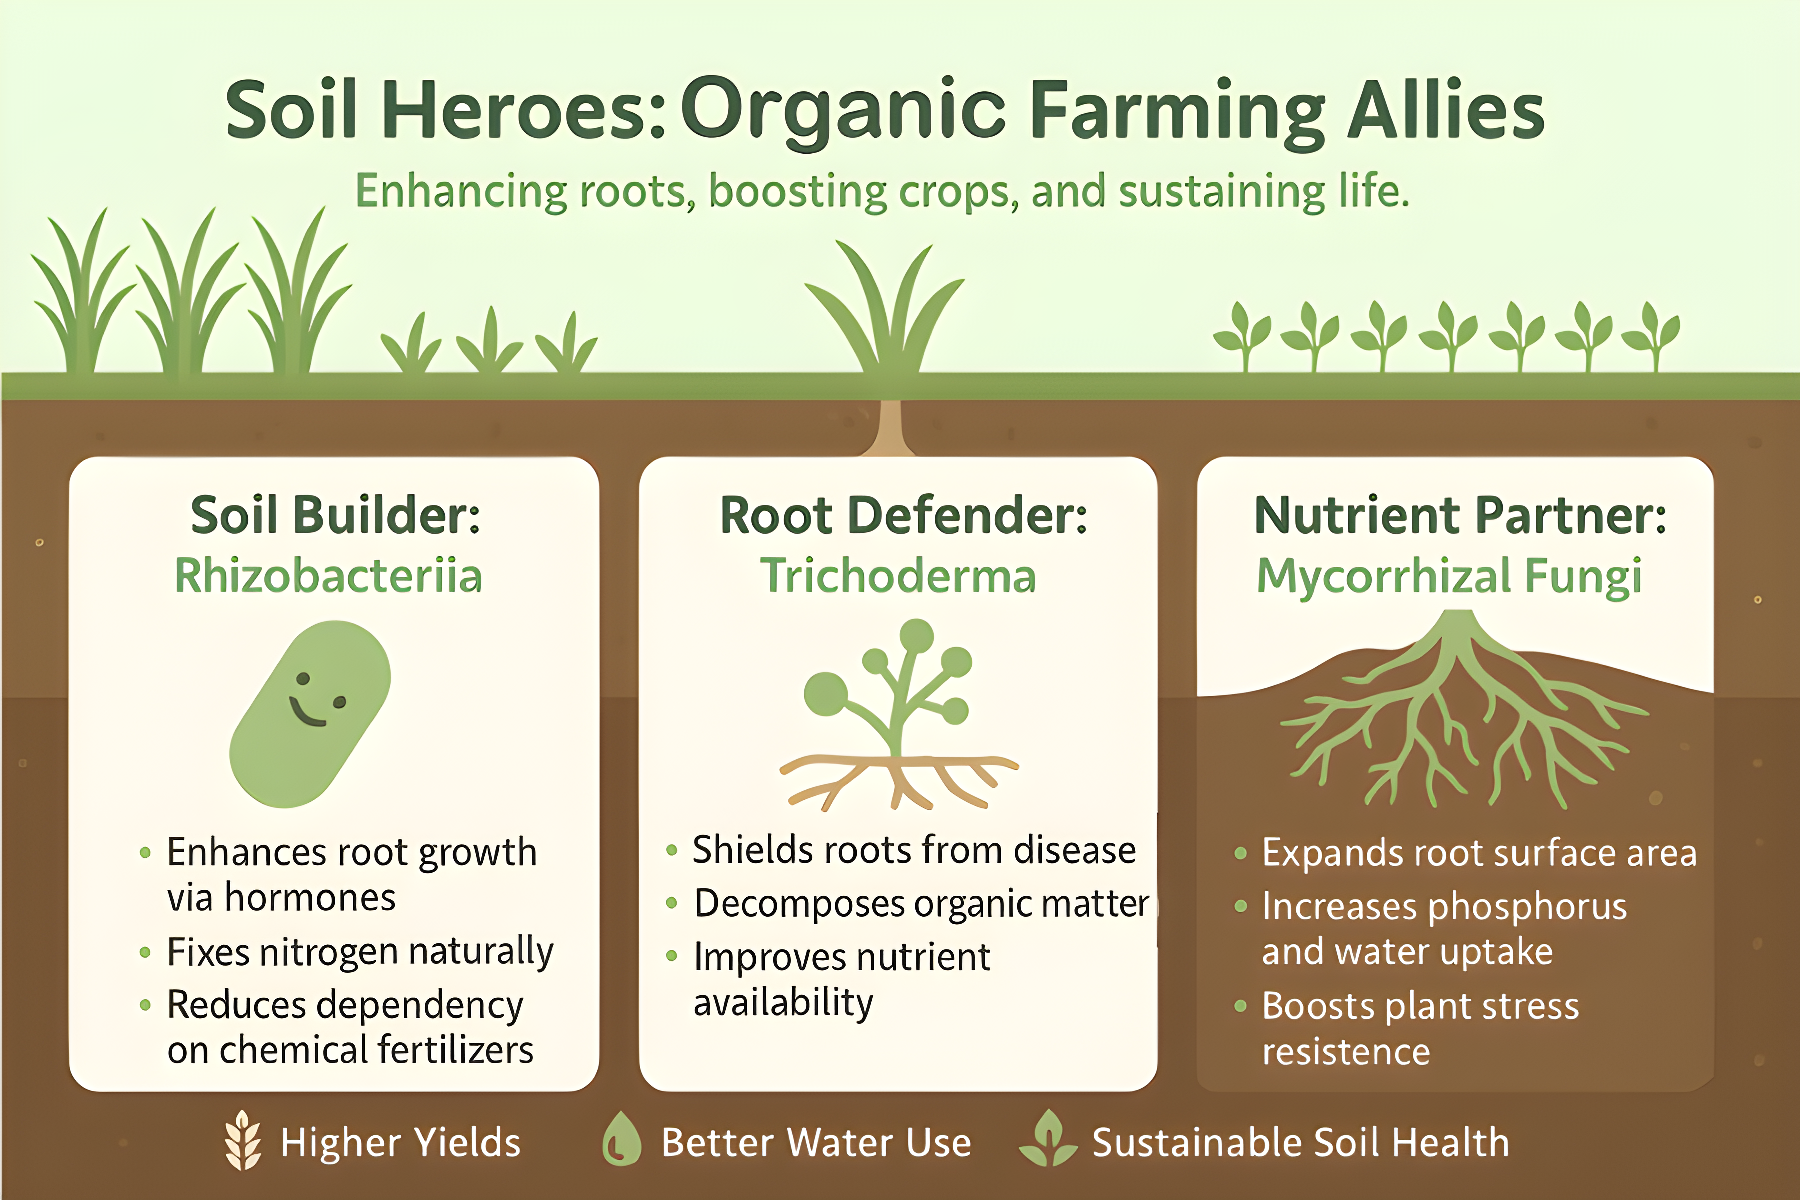 Soil Heroes: Organic Farming Allies
Enhancing roots, boosting crops, and sustaining life.
Soil Builder:
Rhizobacteriia
• Enhances root growth
via hormones
• Fixes nitrogen naturally
• Reduces dependency
on chemical fertilizers
Root Defender:
Trichoderma
• Shields roots from disease
• Decomposes organic matter
• Improves nutrient
availability
Nutrient Partner:
Mycorrhizal Fungi
• Expands root surface area
• Increases phosphorus
and water uptake
• Boosts plant stress
resistence
Higher Yields
Better Water Use
Sustainable Soil Health